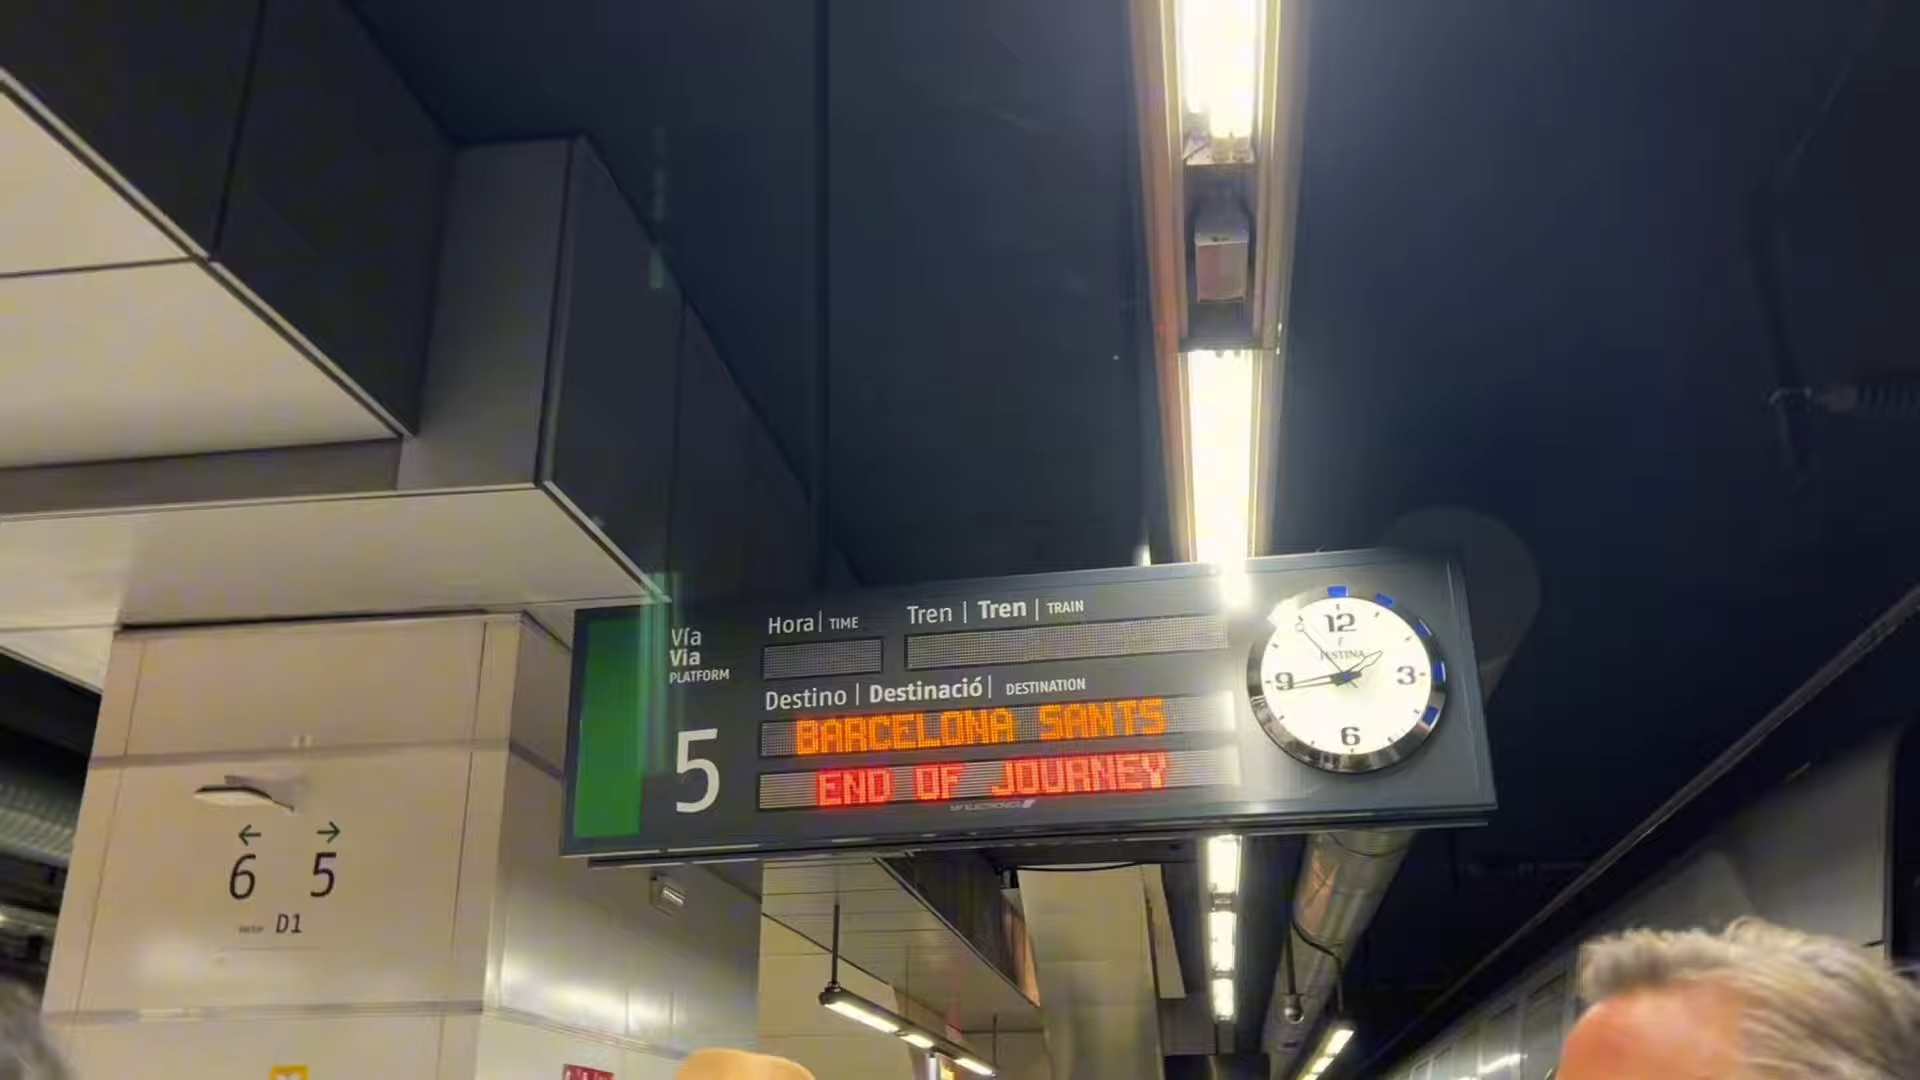 Vía
Via
PLATFORM
5
Hora| TIME
Tren | Tren | TRAIN
Destino | Destinació| DESTINATION
BARCELONA SANTS
END OF JOURNEY
12
FESTINA
9
3
6
← →
6 5
Sector D1